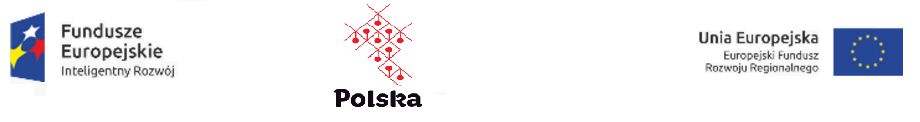 Fundusze
Europejskie
Inteligentny Rozwój
Polska
Unia Europejska
Europejski Fundusz
Rozwoju Regionalnego